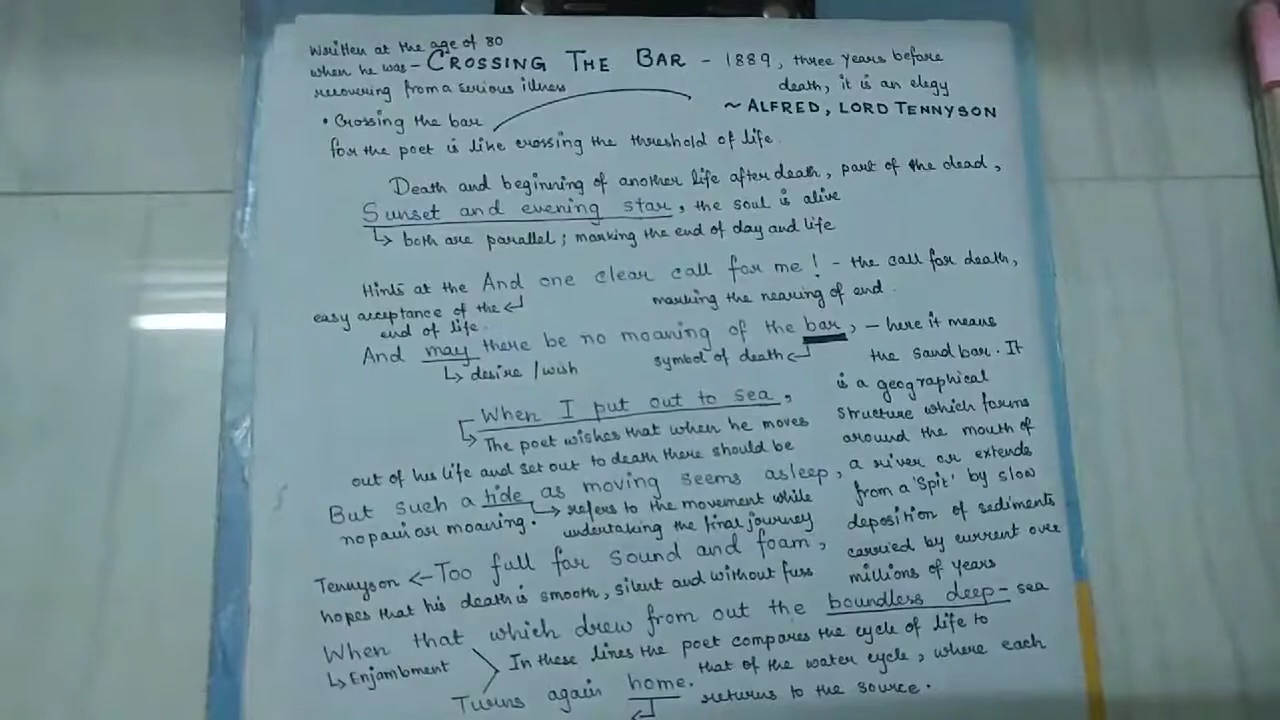 Written at the age of 80
when he was - CROSSING THE BAR - 1889, three years before
recovering from a serious illness
death, it is an elegy
~ ALFRED, LORD TENNYSON
• Crossing the bar
for the poet is like crossing the threshold of life.
Death and beginning of another life after death, part of the dead,
Sunset and evening star, the soul is alive
↳ both are parallel; marking the end of day and life
Hints at the And one clear call for me! - the call for death,
easy acceptance of the ↵
marking the nearing of end.
end of life.
And may there be no moaning of the bar, - here it means
↳ desire / wish
symbol of death ↵
the sand bar. It
is a geographical
When I put out to sea,
structure which forms
↳ The poet wishes that when he moves
around the mouth of
out of his life and set out to death there should be
a river or extends
But such a tide as moving seems asleep,
from a 'Spit' by slow
no pain or moaning.
↳ refers to the movement while
undertaking the final journey
deposition of sediments
Tennyson ← Too full for sound and foam,
carried by current over
hopes that his death is smooth, silent and without fuss
millions of years
When that which drew from out the boundless deep - sea
↳ Enjambment
In these lines the poet compares the cycle of life to
that of the water cycle, where each
Turns again home.
returns to the source.